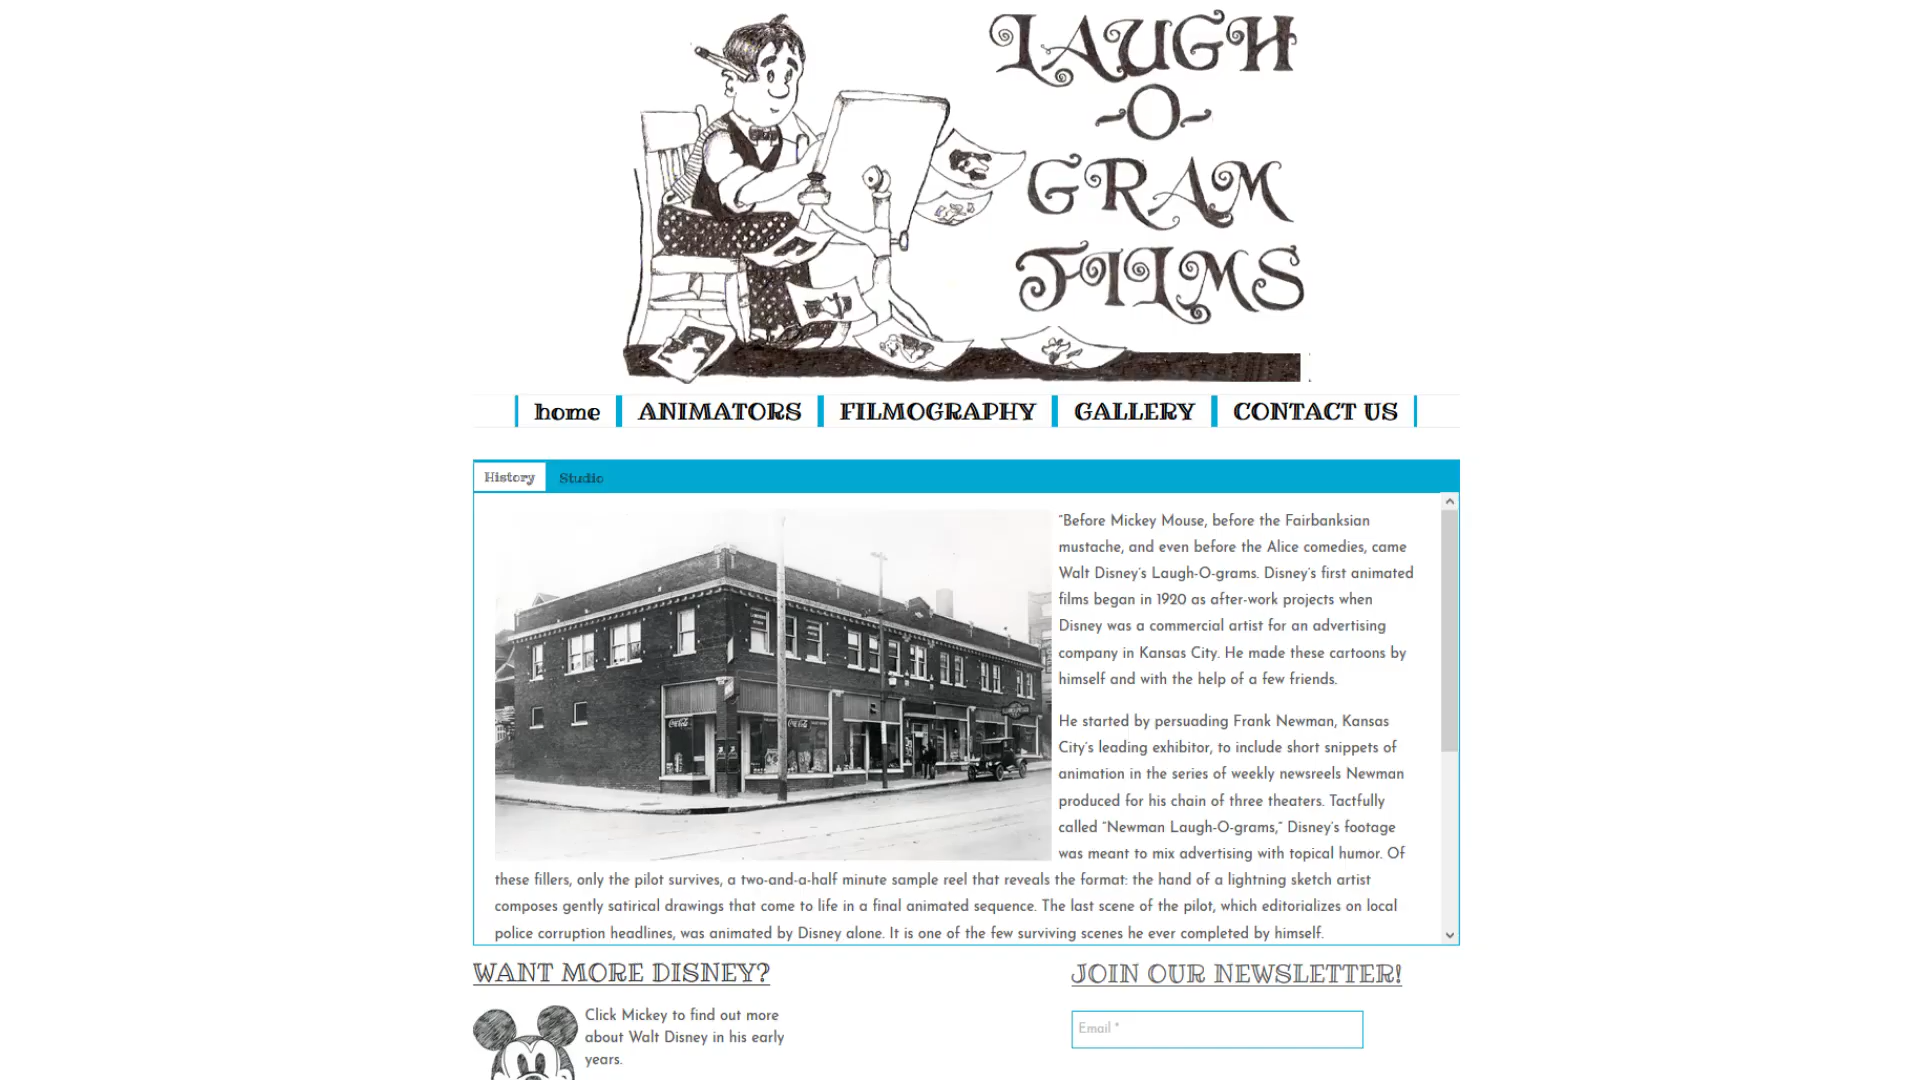 LAUGH
-O-
GRAM
FILMS
home ANIMATORS FILMOGRAPHY GALLERY CONTACT US
History Studio
"Before Mickey Mouse, before the Fairbanksian
mustache, and even before the Alice comedies, came
Walt Disney's Laugh-O-grams. Disney's first animated
films began in 1920 as after-work projects when
Disney was a commercial artist for an advertising
company in Kansas City. He made these cartoons by
himself and with the help of a few friends.
He started by persuading Frank Newman, Kansas
City's leading exhibitor, to include short snippets of
animation in the series of weekly newsreels Newman
produced for his chain of three theaters. Tactfully
called "Newman Laugh-O-grams," Disney's footage
was meant to mix advertising with topical humor. Of
these fillers, only the pilot survives, a two-and-a-half minute sample reel that reveals the format: the hand of a lightning sketch artist
composes gently satirical drawings that come to life in a final animated sequence. The last scene of the pilot, which editorializes on local
police corruption headlines, was animated by Disney alone. It is one of the few surviving scenes he ever completed by himself.
Coca-Cola
Coca-Cola
WANT MORE DISNEY?
Click Mickey to find out more
about Walt Disney in his early
years.
JOIN OUR NEWSLETTER!
Email *